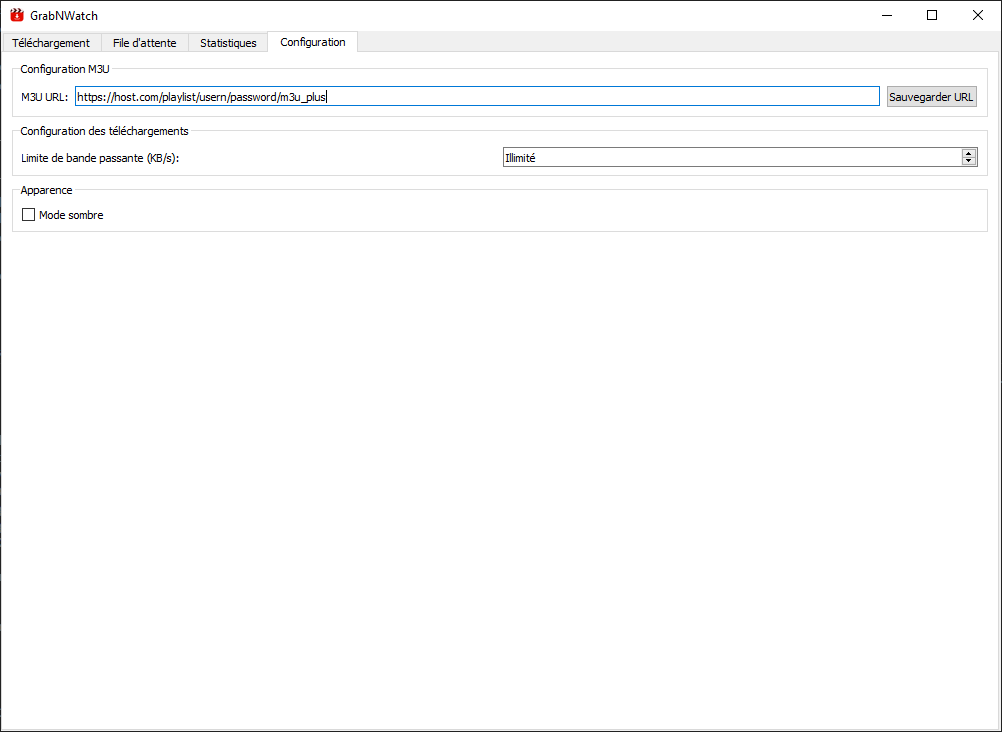 GrabNWatch
Téléchargement File d'attente Statistiques Configuration
Configuration M3U
M3U URL: https://host.com/playlist/usern/password/m3u_plus Sauvegarder URL
Configuration des téléchargements
Limite de bande passante (KB/s): Illimité
Apparence
Mode sombre